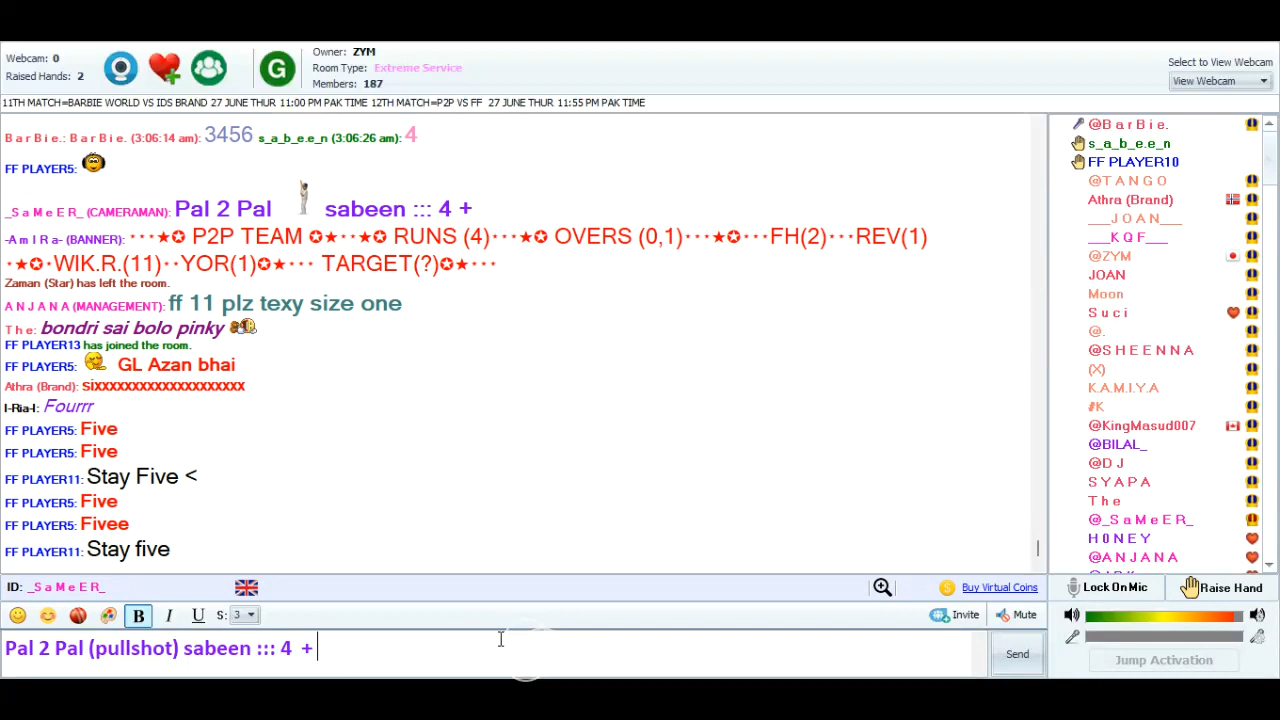 Webcam: 0
Raised Hands: 2
G
Owner: ZYM
Room Type: Extreme Service
Members: 187
Select to View Webcam
View Webcam
11TH MATCH=BARBIE WORLD VS IDS BRAND 27 JUNE THUR 11:00 PM PAK TIME 12TH MATCH=P2P VS FF 27 JUNE THUR 11:55 PM PAK TIME
B a r B i e .: B a r B i e. (3:06:14 am): 3456 s_a_b_e_e_n (3:06:26 am): 4
FF PLAYER5:
_S a M e E R_ (CAMERAMAN): Pal 2 Pal sabeen ::: 4 +
-A m I R a- (BANNER): ···★✪ P2P TEAM ✪★··★✪ RUNS (4)···★✪ OVERS (0,1)···★✪★···FH(2)···REV(1)
·★✪·WIK.R.(11)··YOR(1)✪★··· TARGET(?)✪★···
Zaman (Star) has left the room.
A N J A N A (MANAGEMENT): ff 11 plz texy size one
T h e: bondri sai bolo pinky
FF PLAYER13 has joined the room.
FF PLAYER5: GL Azan bhai
Athra (Brand): sixxxxxxxxxxxxxxxxxxxx
I-Ria-I: Fourrr
FF PLAYER5: Five
FF PLAYER5: Five
FF PLAYER11: Stay Five <
FF PLAYER5: Five
FF PLAYER5: Fivee
FF PLAYER11: Stay five
@B a r B i e.
s_a_b_e_e_n
FF PLAYER10
@T A N G O
Athra (Brand)
___J O A N___
___K Q F___
@ZYM
JOAN
Moon
S u c i
@.
@S H E E N N A
(X)
K.A.M.I.Y.A
#K
@KingMasud007
@BILAL_
@D J
S Y A P A
T h e
@_S a M e E R_
H 0 N E Y
@A N J A N A
ID: _S a M e E R_
Buy Virtual Coins
Lock On Mic
Raise Hand
B I U S: 3
Invite
Mute
Pal 2 Pal (pullshot) sabeen ::: 4 +
Send
Jump Activation